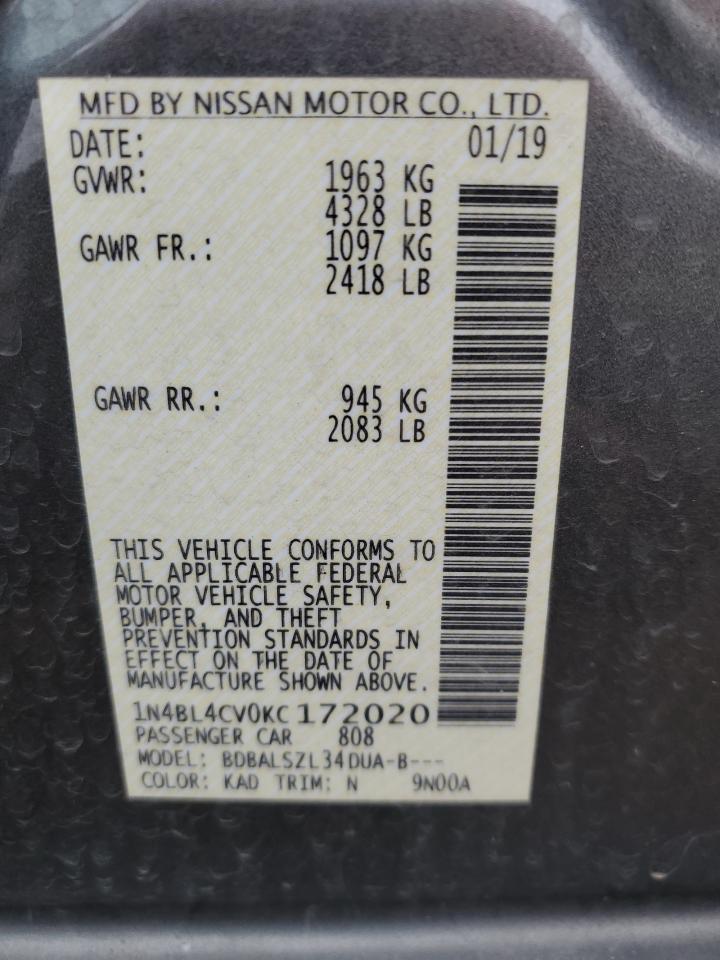 MFD BY NISSAN MOTOR CO., LTD.
DATE: 01/19
GVWR: 1963 KG
4328 LB
GAWR FR.: 1097 KG
2418 LB
GAWR RR.: 945 KG
2083 LB
THIS VEHICLE CONFORMS TO
ALL APPLICABLE FEDERAL
MOTOR VEHICLE SAFETY,
BUMPER, AND THEFT
PREVENTION STANDARDS IN
EFFECT ON THE DATE OF
MANUFACTURE SHOWN ABOVE.
1N4BL4CV0KC172020
PASSENGER CAR 808
MODEL: BDBALSZL34DUA-B---
COLOR: KAD TRIM: N 9N00A